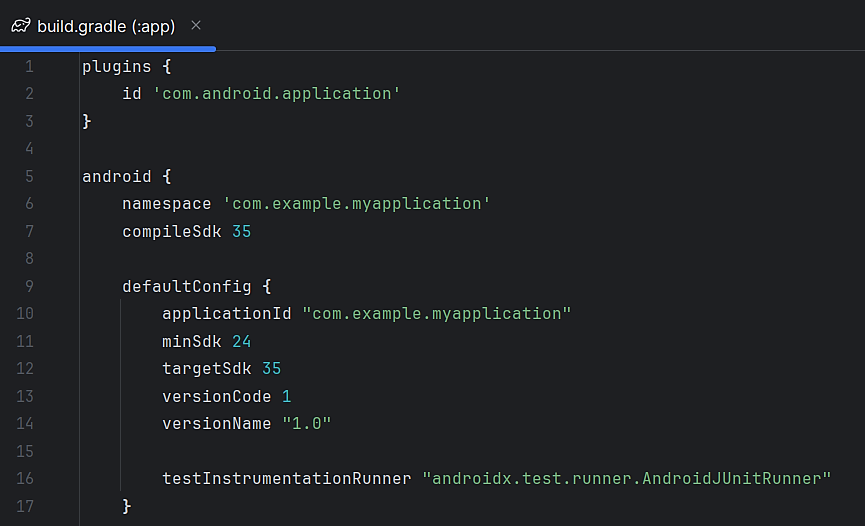 build.gradle (:app)
1 plugins {
2     id 'com.android.application'
3 }
4
5 android {
6     namespace 'com.example.myapplication'
7     compileSdk 35
8
9     defaultConfig {
10         applicationId "com.example.myapplication"
11         minSdk 24
12         targetSdk 35
13         versionCode 1
14         versionName "1.0"
15
16         testInstrumentationRunner "androidx.test.runner.AndroidJUnitRunner"
17     }